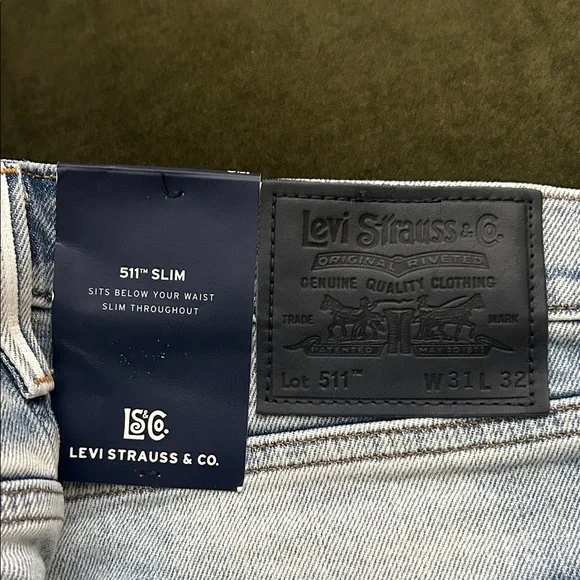 511™ SLIM
SITS BELOW YOUR WAIST
SLIM THROUGHOUT
LS&CO.
LEVI STRAUSS & CO.
Levi Strauss & Co.
ORIGINAL RIVETED
GENUINE QUALITY CLOTHING
TRADE MARK
PATENTED MAY 20 1873
Lot 511™ W 31 L 32